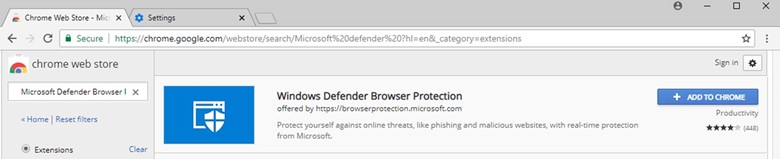 Chrome Web Store - Mic
Settings
Secure | https://chrome.google.com/webstore/search/Microsoft%20defender%20?hl=en&_category=extensions
chrome web store
Sign in
Microsoft Defender Browser
Windows Defender Browser Protection
ADD TO CHROME
offered by https://browserprotection.microsoft.com
Productivity
« Home | Reset filters
Protect yourself against online threats, like phishing and malicious websites, with real-time protection
(448)
from Microsoft.
Extensions
Clear